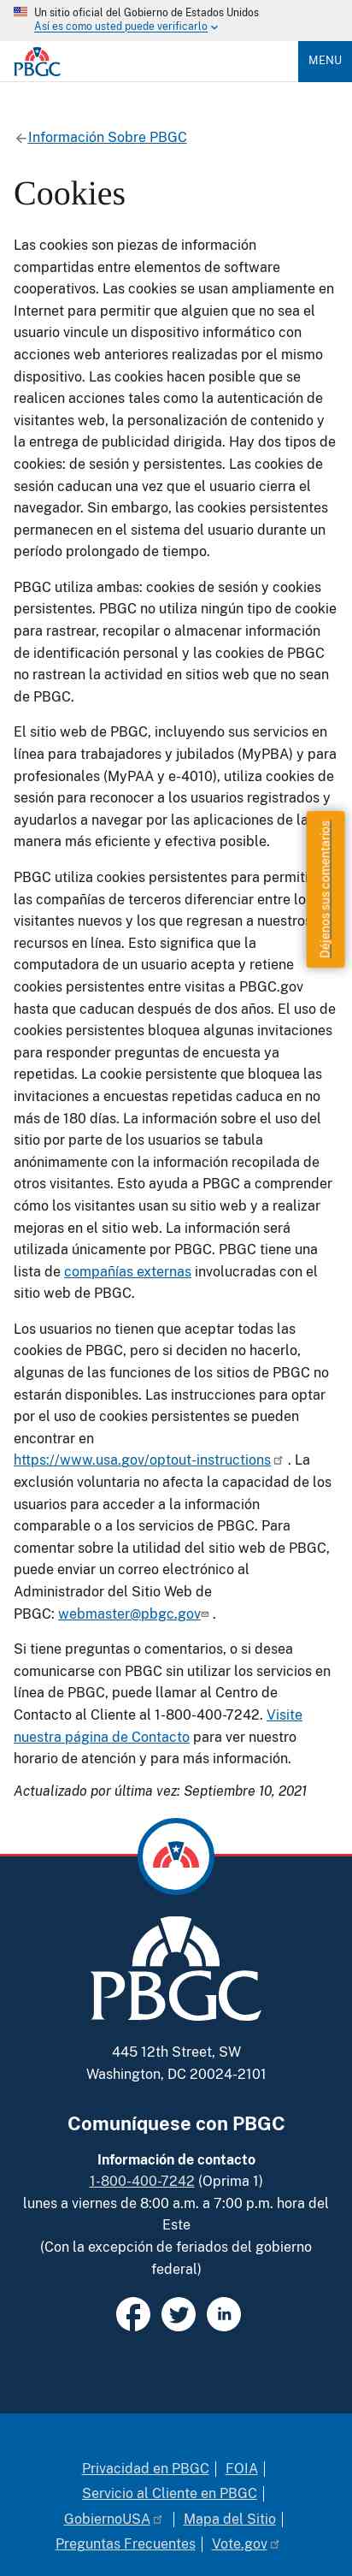 Un sitio oficial del Gobierno de Estados Unidos
Así es como usted puede verificarlo
PBGC
MENU
Información Sobre PBGC
Cookies
Las cookies son piezas de información
compartidas entre elementos de software
cooperativos. Las cookies se usan ampliamente en
Internet para permitir que alguien que no sea el
usuario vincule un dispositivo informático con
acciones web anteriores realizadas por el mismo
dispositivo. Las cookies hacen posible que se
realicen acciones tales como la autenticación de
visitantes web, la personalización de contenido y
la entrega de publicidad dirigida. Hay dos tipos de
cookies: de sesión y persistentes. Las cookies de
sesión caducan una vez que el usuario cierra el
navegador. Sin embargo, las cookies persistentes
permanecen en el sistema del usuario durante un
período prolongado de tiempo.
PBGC utiliza ambas: cookies de sesión y cookies
persistentes. PBGC no utiliza ningún tipo de cookie
para rastrear, recopilar o almacenar información
de identificación personal y las cookies de PBGC
no rastrean la actividad en sitios web que no sean
de PBGC.
El sitio web de PBGC, incluyendo sus servicios en
línea para trabajadores y jubilados (MyPBA) y para
profesionales (MyPAA y e-4010), utiliza cookies de
sesión para reconocer a los usuarios registrados y
ayudarlos a navegar por las aplicaciones de la
manera más eficiente y efectiva posible.
PBGC utiliza cookies persistentes para permiti
las compañías de terceros diferenciar entre lo
visitantes nuevos y los que regresan a nuestros
recursos en línea. Esto significa que la
computadora de un usuario acepta y retiene
cookies persistentes entre visitas a PBGC.gov
hasta que caducan después de dos años. El uso de
cookies persistentes bloquea algunas invitaciones
para responder preguntas de encuesta ya
repetidas. La cookie persistente que bloquea las
invitaciones a encuestas repetidas caduca en no
más de 180 días. La información sobre el uso del
sitio por parte de los usuarios se tabula
anónimamente con información recopilada de
otros visitantes. Esto ayuda a PBGC a comprender
cómo los visitantes usan su sitio web y a realizar
mejoras en el sitio web. La información será
utilizada únicamente por PBGC. PBGC tiene una
lista de compañías externas involucradas con el
sitio web de PBGC.
Déjenos sus comentarios
Los usuarios no tienen que aceptar todas las
cookies de PBGC, pero si deciden no hacerlo,
algunas de las funciones de los sitios de PBGC no
estarán disponibles. Las instrucciones para optar
por el uso de cookies persistentes se pueden
encontrar en
https://www.usa.gov/optout-instructions . La
exclusión voluntaria no afecta la capacidad de los
usuarios para acceder a la información
comparable o a los servicios de PBGC. Para
comentar sobre la utilidad del sitio web de PBGC,
puede enviar un correo electrónico al
Administrador del Sitio Web de
PBGC: webmaster@pbgc.gov .
Si tiene preguntas o comentarios, o si desea
comunicarse con PBGC sin utilizar los servicios en
línea de PBGC, puede llamar al Centro de
Contacto al Cliente al 1-800-400-7242. Visite
nuestra página de Contacto para ver nuestro
horario de atención y para más información.
Actualizado por última vez: Septiembre 10, 2021
PBGC
445 12th Street, SW
Washington, DC 20024-2101
Comuníquese con PBGC
Información de contacto
1-800-400-7242 (Oprima 1)
lunes a viernes de 8:00 a.m. a 7:00 p.m. hora del
Este
(Con la excepción de feriados del gobierno
federal)
in
Privacidad en PBGC | FOIA |
Servicio al Cliente en PBGC |
GobiernoUSA | Mapa del Sitio |
Preguntas Frecuentes | Vote.gov